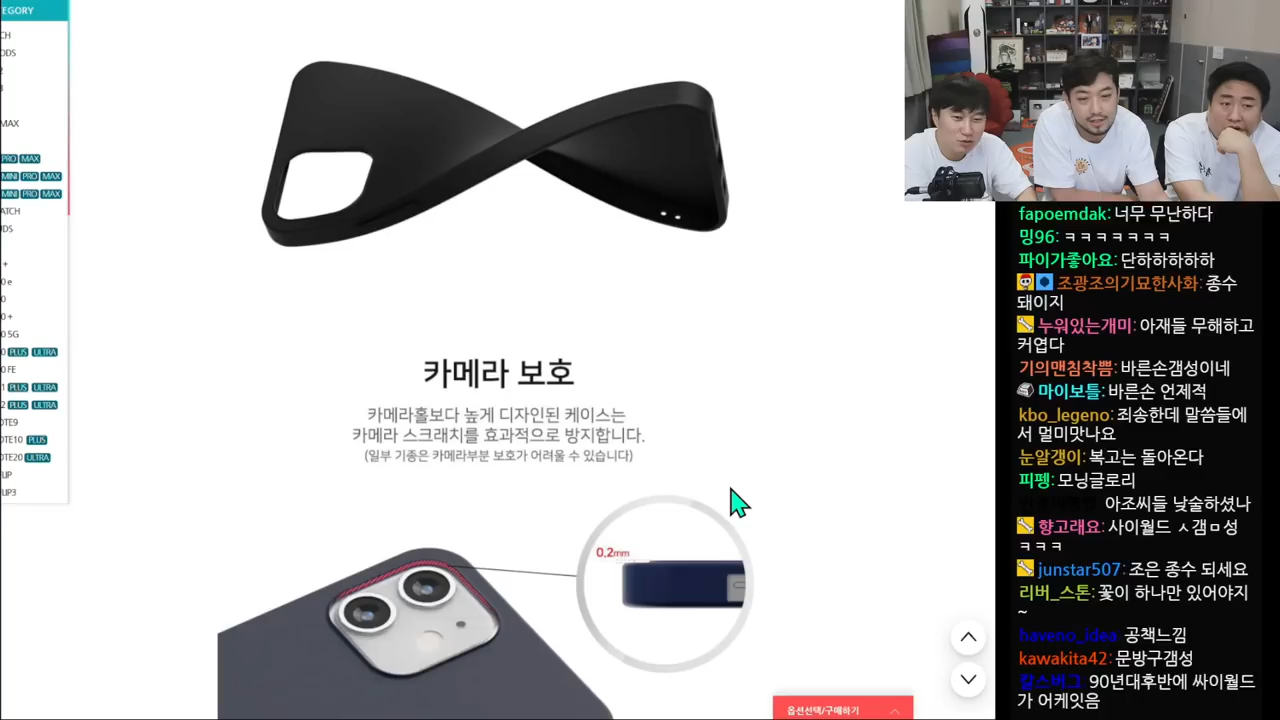 EGORY
CH
ODS
MAX
PRO MAX
MINI PRO MAX
MINI PRO MAX
ATCH
UDS
+
0 e
0
0 +
0 5G
0 PLUS ULTRA
0 FE
1 PLUS ULTRA
2 PLUS ULTRA
OTE9
OTE10 PLUS
OTE20 ULTRA
LIP
LIP3
카메라 보호
카메라홀보다 높게 디자인된 케이스는
카메라 스크래치를 효과적으로 방지합니다.
(일부 기종은 카메라부분 보호가 어려울 수 있습니다)
0.2mm
옵션선택/구매하기
fapoemdak: 너무 무난하다
밍96: ㅋㅋㅋㅋㅋㅋㅋ
파이가좋아요: 단하하하하하
조광조의기묘한사화: 종수
돼이지
누워있는개미: 아재들 무해하고
커엽다
기의맨침착쁨: 바른손갬성이네
마이보틀: 바른손 언제적
kbo_legeno: 죄송한데 말씀들에
서 멀미맛나요
눈알갱이: 복고는 돌아온다
피펭: 모닝글로리
아조씨들 낮술하셨나
향고래요: 사이월드 ㅅ갬ㅁ성
ㅋㅋㅋ
junstar507: 조은 종수 되세요
리버_스톤: 꽃이 하나만 있어야지
~
haveno_idea: 공책느낌
kawakita42: 문방구갬성
칼스버그: 90년대후반에 싸이월드
가 어케잇음